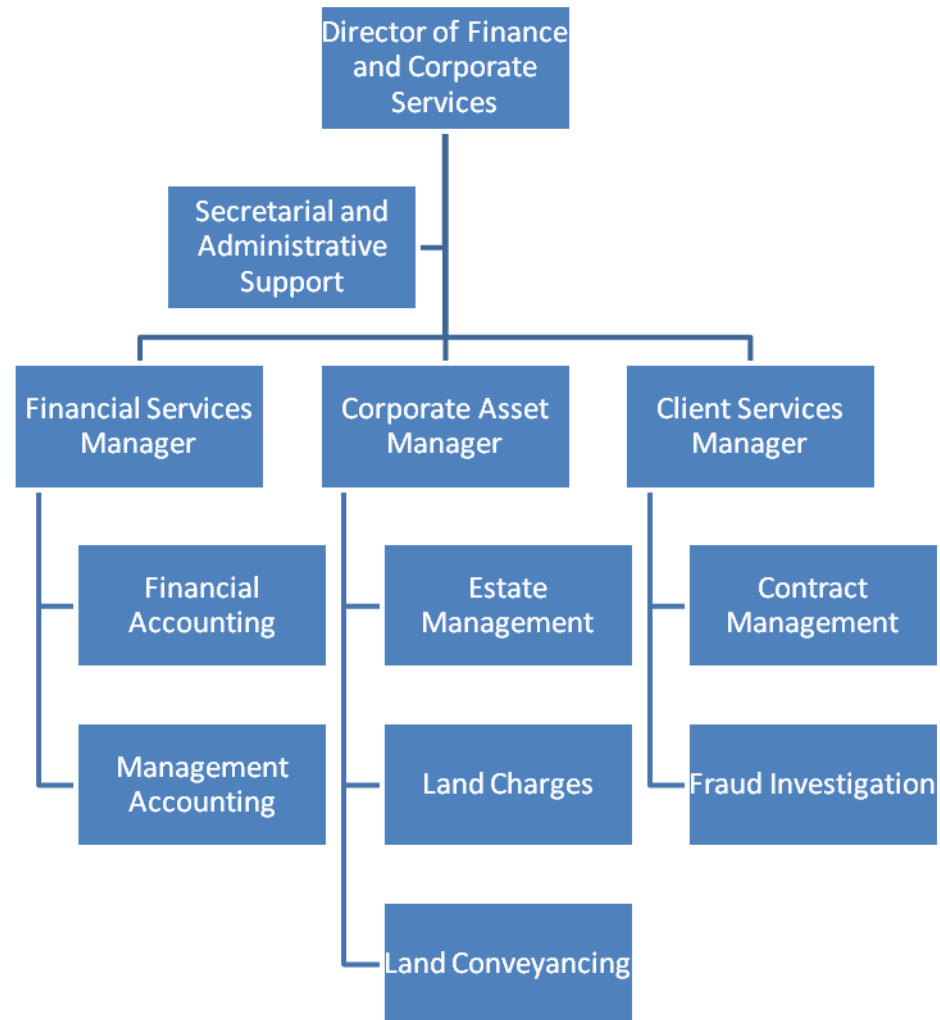 Director of Finance
and Corporate
Services
Secretarial and
Administrative
Support
Financial Services
Manager
Corporate Asset
Manager
Client Services
Manager
Financial
Accounting
Estate
Management
Contract
Management
Management
Accounting
Land Charges
Fraud Investigation
Land Conveyancing